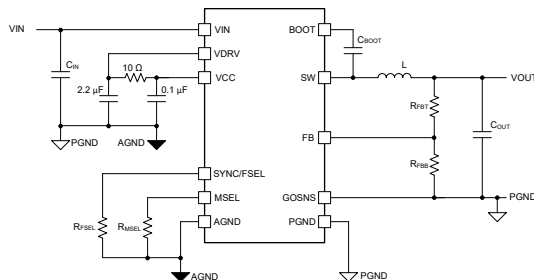 VIN
VIN
BOOT
VDRV
CBOOT
CIN
10 Ω
VCC
SW
L
VOUT
2.2 µF
0.1 µF
RFBT
COUT
PGND
AGND
FB
RFBB
SYNC/FSEL
MSEL
GOSNS
PGND
RFSEL
RMSEL
AGND
PGND
AGND
PGND